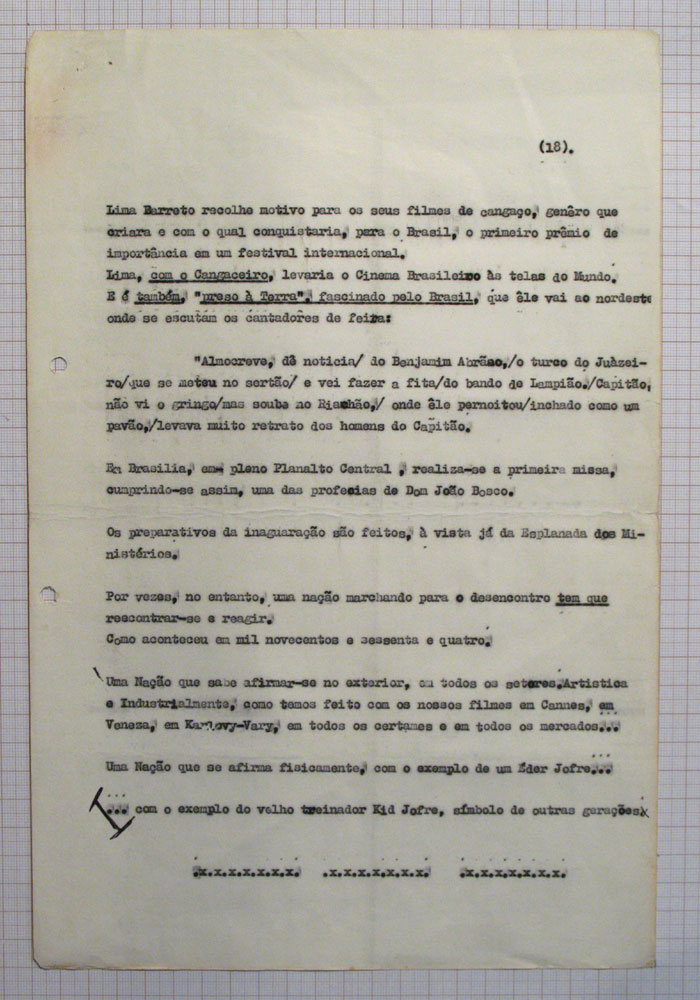 (18).
Lima Barreto recolhe motivo para os seus filmes de cangaço, genêro que
criara e com o qual conquistaria, para o Brasil, o primeiro prêmio de
importância em um festival internacional.
Lima, com o Cangaceiro, levaria o Cinema Brasileiro às telas do Mundo.
E é também, "preso à Terra", fascinado pelo Brasil, que êle vai ao nordeste
onde se escutam os cantadores de feira:
"Almocreve, dê noticia/ do Benjamim Abrãao,/o turco do Juàzei-
ro/que se meteu no sertão/ e vei fazer a fita/do bando de Lampião./Capitão,
não vi o gringo/mas soube no Riachão,/ onde êle pernoitou/inchado como um
pavão,/levava muito retrato dos homens do Capitão.
En Brasilia, em pleno Planalto Central , realiza-se a primeira missa,
cumprindo-se assim, uma das profecias de Dom João Bosco.
Os preparativos da inaguaração são feitos, à vista já da Esplanada dos Mi-
nistérios.
Por vezes, no entanto, uma nação marchando para o desencontro tem que
reecontrar-se e reagir.
Como aconteceu em mil novecentos e sessenta e quatro.
Uma Nação que sabe afirmar-se no exterior, em todos os setores.Artistica
e Industrialmente, como temos feito com os nossos filmes em Cannes, em
Veneza, em Karlovy-Vary, em todos os certames e em todos os mercados...
Uma Nação que se afirma fisicamente, com o exemplo de um Éder Jofre...
... com o exemplo do velho treinador Kid Jofre, símbolo de outras gerações
.x.x.x.x.x.x.x. .x.x.x.x.x.x.x. .x.x.x.x.x.x.x.